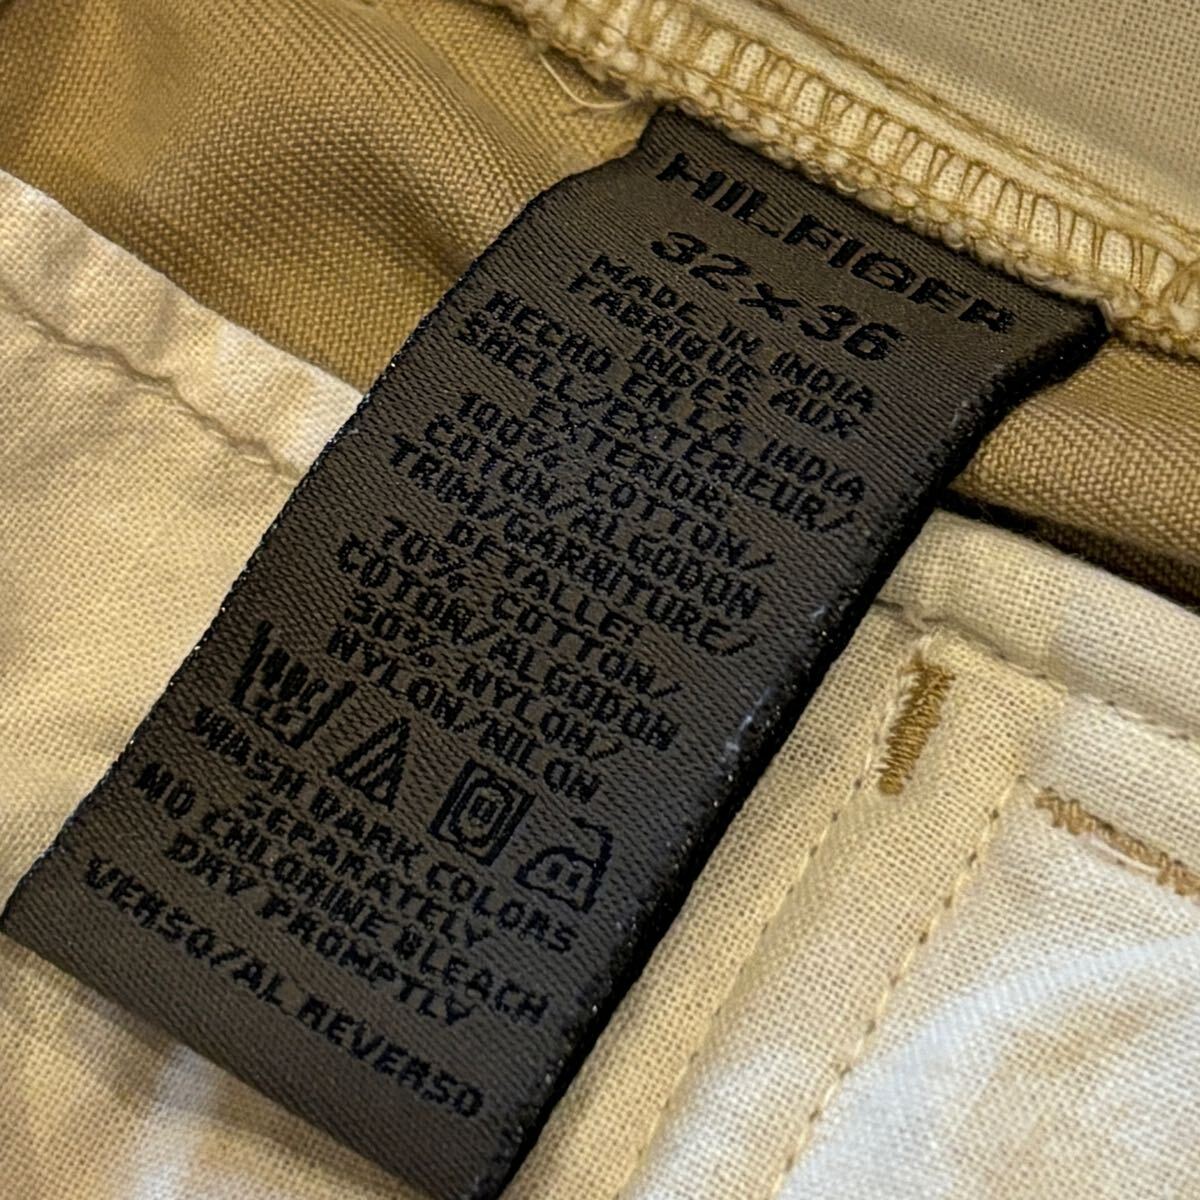 HILFIGER
32x36
MADE IN INDIA
FABRIQUE AUX
INDES
HECHO EN LA INDIA
SHELL/EXTERIEUR/
EXTERIOR:
100% COTTON/
COTON/ALGODON
TRIM/GARNITURE/
DETALLE:
70% COTTON/
COTON/ALGODON
30% NYLON/
NYLON/NILON
WASH DARK COLORS
SEPARATELY
NO CHLORINE BLEACH
DRY PROMPTLY
VERSO/AL REVERSO